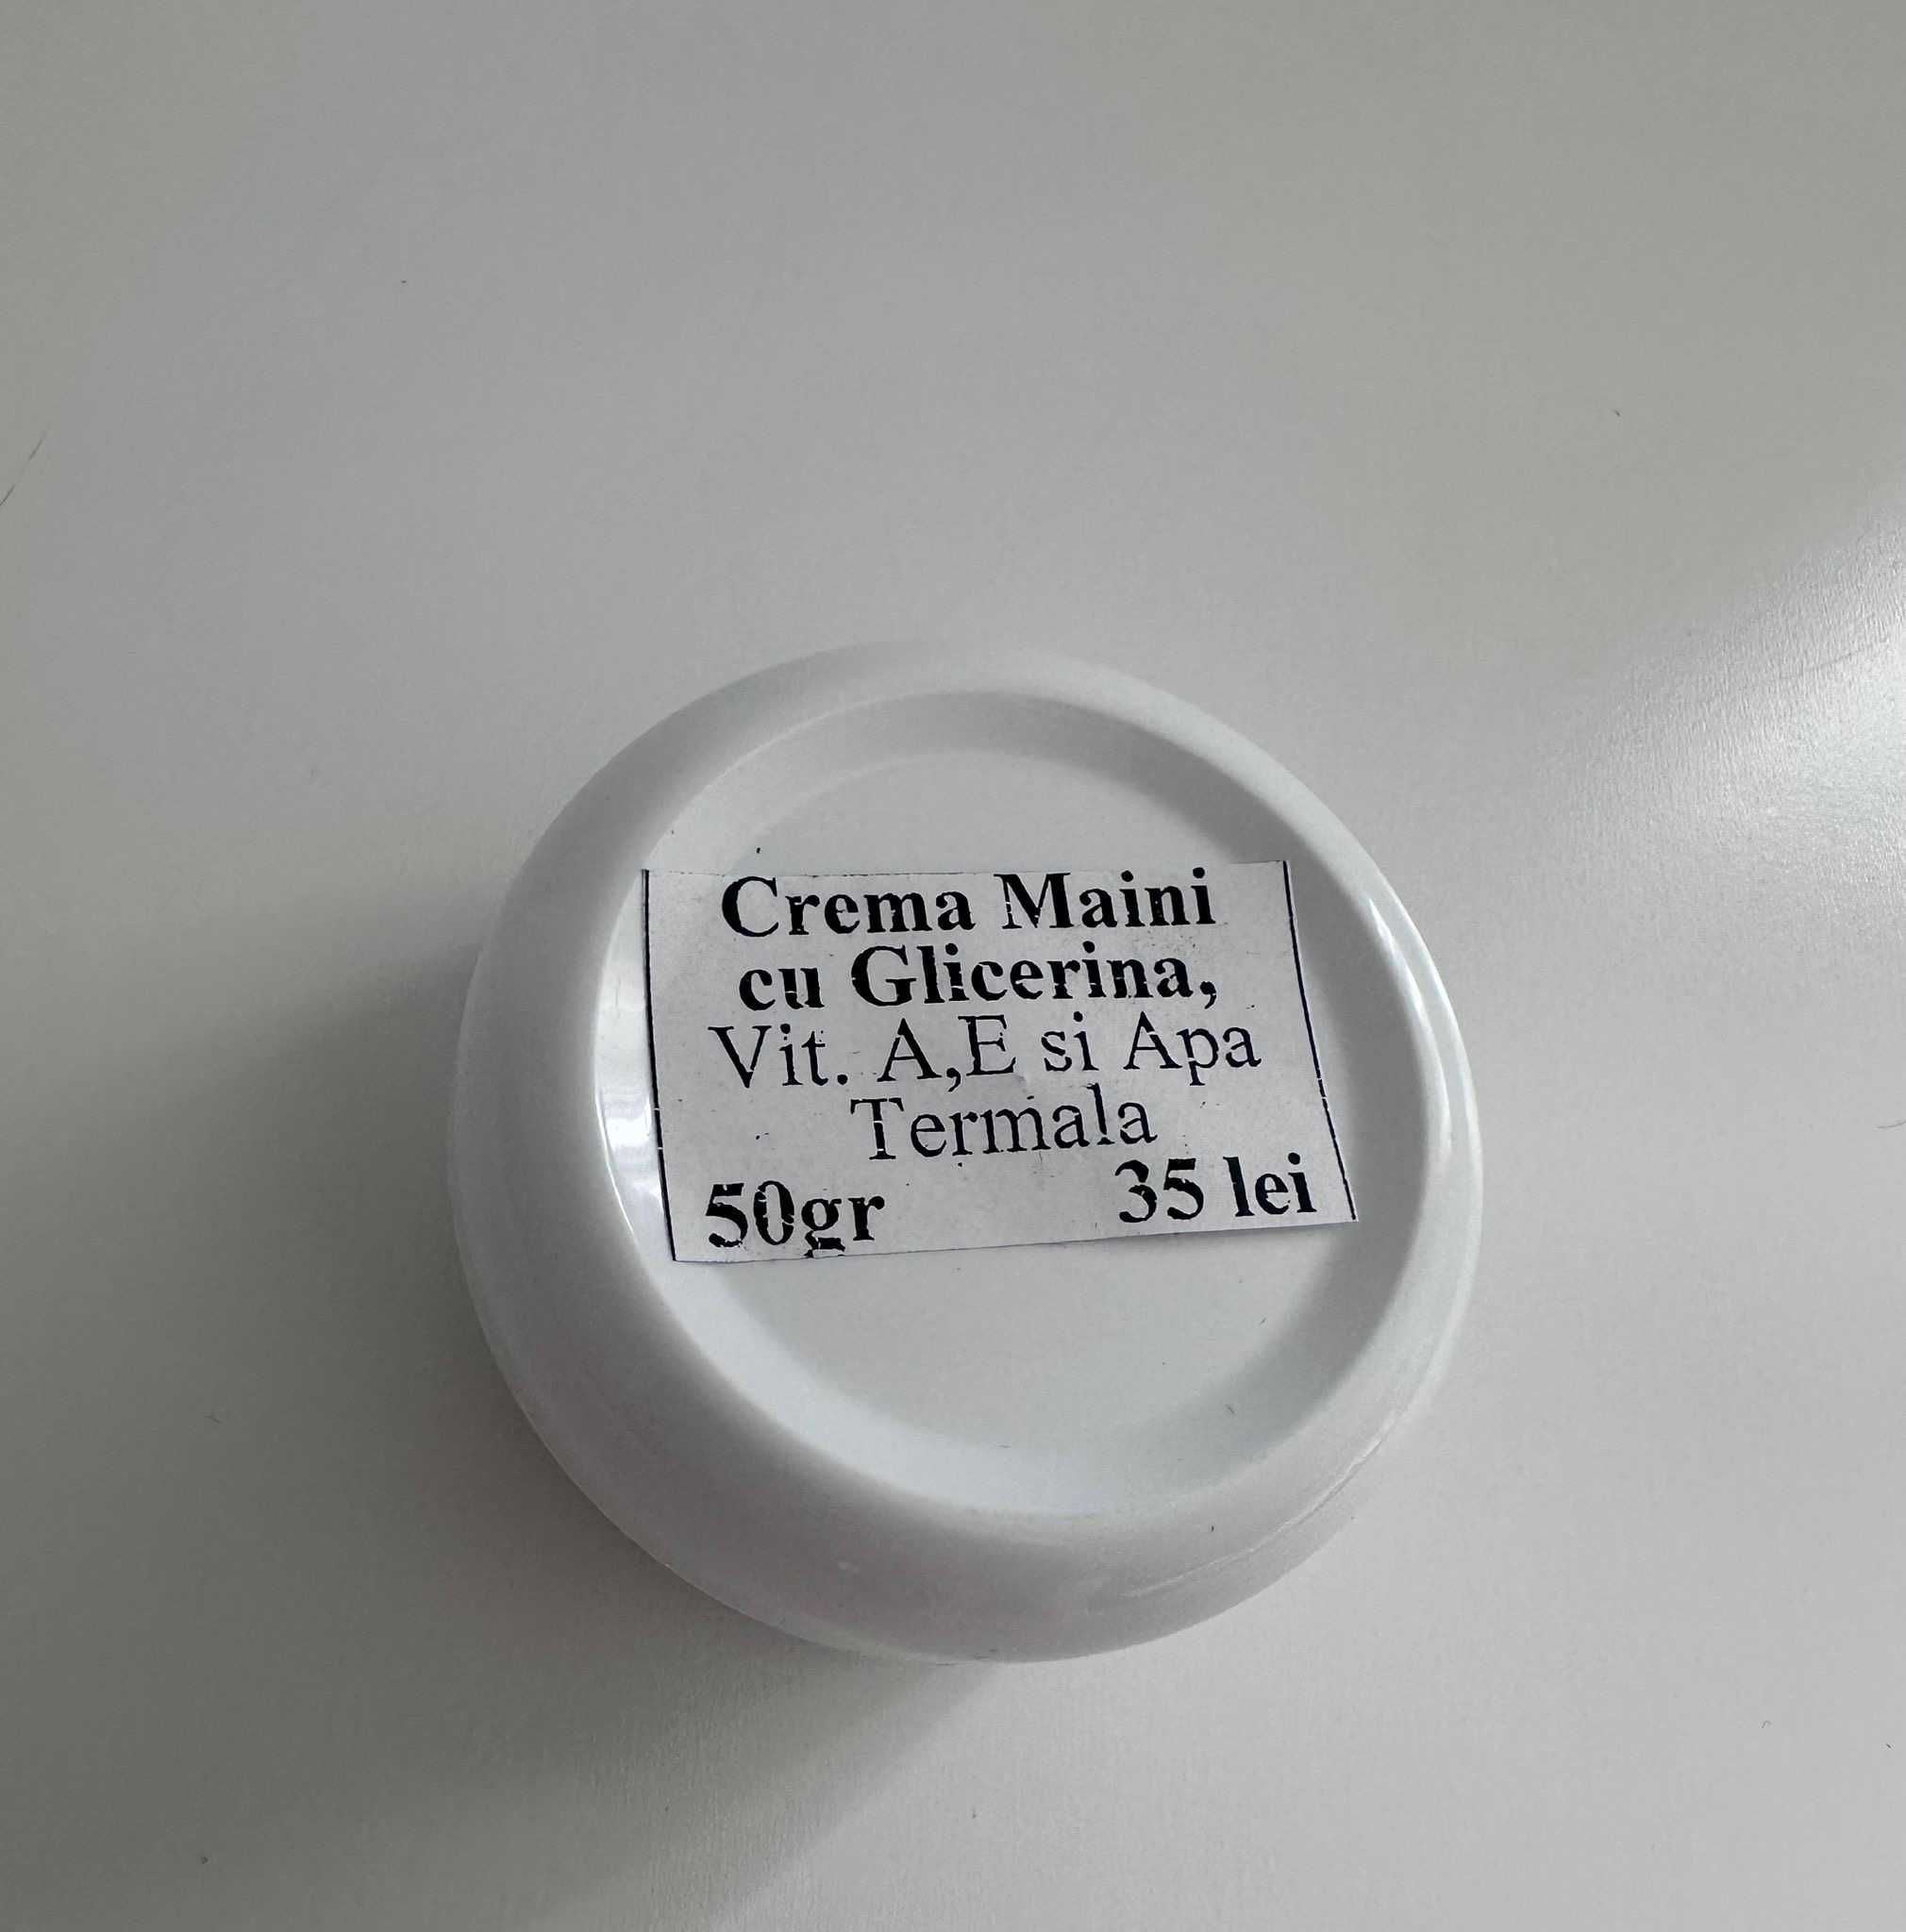 Crema Maini
cu Glicerina,
Vit. A,E si Apa
Termala
50gr 35 lei